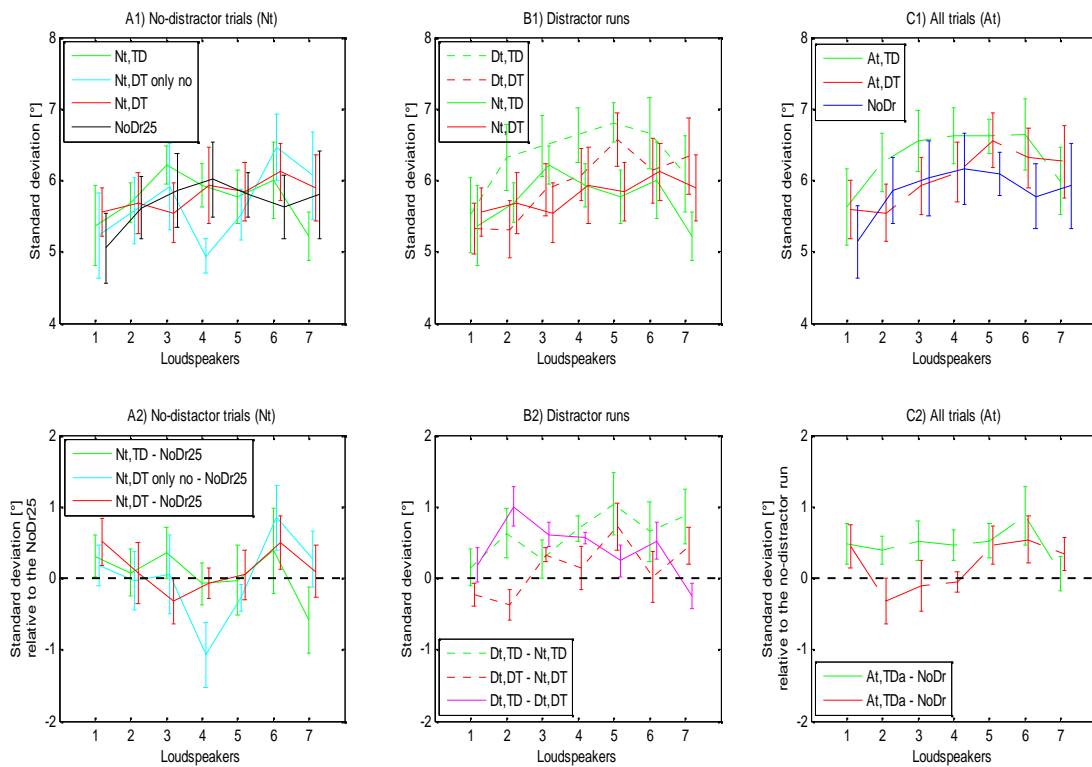 A1) No-distractor trials (Nt)
8
7
6
5
4
Standard deviation [°]
Nt,TD
Nt,DT only no
Nt,DT
NoDr25
1 2 3 4 5 6 7
Loudspeakers
B1) Distractor runs
8
7
6
5
4
Standard deviation [°]
Dt,TD
Dt,DT
Nt,TD
Nt,DT
1 2 3 4 5 6 7
Loudspeakers
C1) All trials (At)
8
7
6
5
4
Standard deviation [°]
At,TD
At,DT
NoDr
1 2 3 4 5 6 7
Loudspeakers
A2) No-distactor trials (Nt)
2
1
0
-1
-2
Standard deviation [°]
relative to the NoDr25
Nt,TD - NoDr25
Nt,DT only no - NoDr25
Nt,DT - NoDr25
1 2 3 4 5 6 7
Loudspeakers
B2) Distractor runs
2
1
0
-1
-2
Standard deviation [°]
Dt,TD - Nt,TD
Dt,DT - Nt,DT
Dt,TD - Dt,DT
1 2 3 4 5 6 7
Loudspeakers
C2) All trials (At)
2
1
0
-1
-2
Standard deviation [°]
relative to the no-distractor run
At,TDa - NoDr
At,TDa - NoDr
1 2 3 4 5 6 7
Loudspeakers